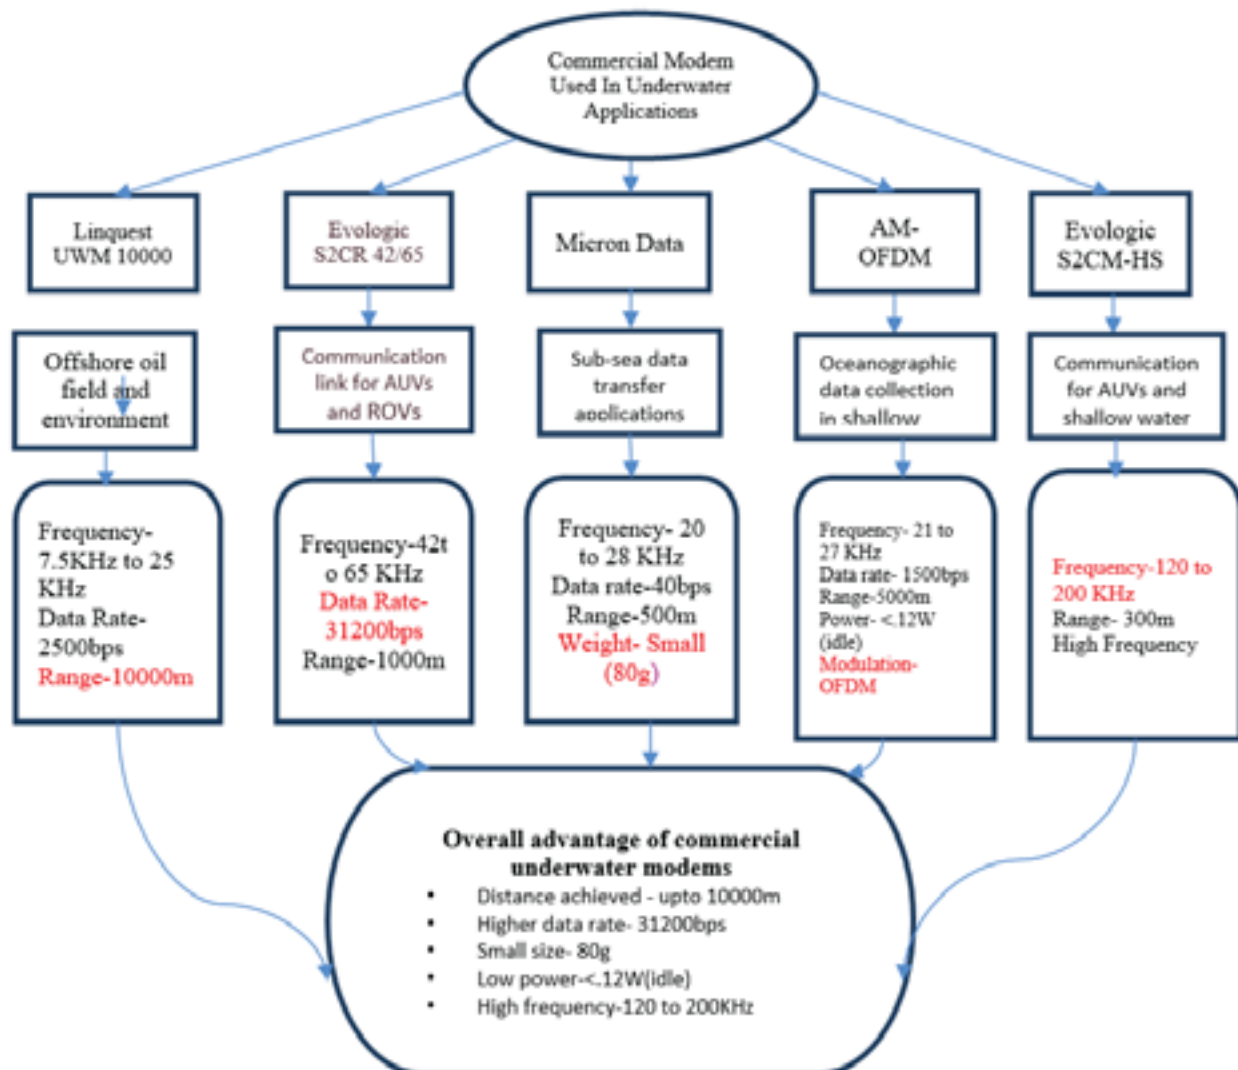 Commercial Modem
Used In Underwater
Applications
Linquest
UWM 10000
Evologic
S2CR 42/65
Micron Data
AM-
OFDM
Evologic
S2CM-HS
Offshore oil
field and
environment
Communication
link for AUVs
and ROVs
Sub-sea data
transfer
applications
Oceanographic
data collection
in shallow
Communication
for AUVs and
shallow water
Frequency-
7.5KHz to 25
KHz
Data Rate-
2500bps
Range-10000m
Frequency-42t
o 65 KHz
Data Rate-
31200bps
Range-1000m
Frequency- 20
to 28 KHz
Data rate-40bps
Range-500m
Weight- Small
(80g)
Frequency- 21 to
27 KHz
Data rate- 1500bps
Range-5000m
Power- <.12W
(idle)
Modulation-
OFDM
Frequency-120 to
200 KHz
Range- 300m
High Frequency
Overall advantage of commercial
underwater modems
• Distance achieved - upto 10000m
• Higher data rate- 31200bps
• Small size- 80g
• Low power-<.12W(idle)
• High frequency-120 to 200KHz